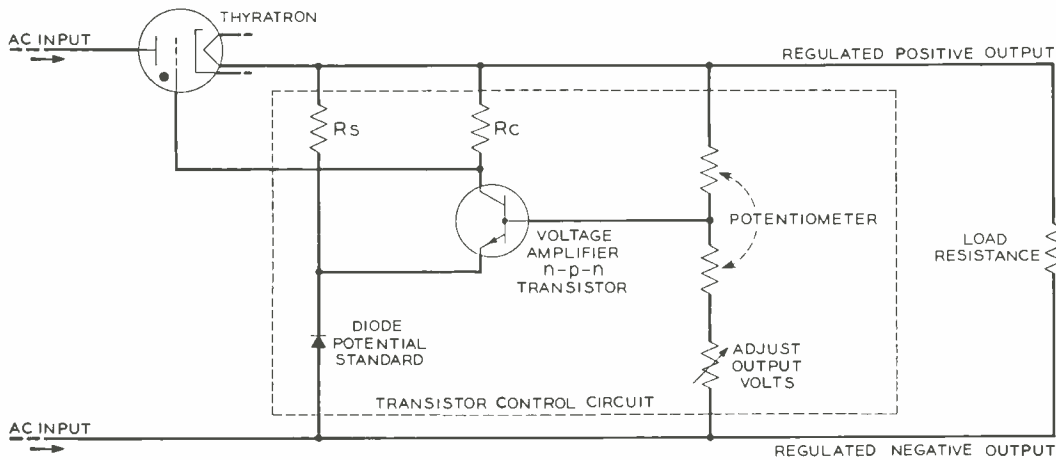 THYRATRON
AC INPUT
REGULATED POSITIVE OUTPUT
RS
RC
POTENTIOMETER
VOLTAGE
AMPLIFIER
n-p-n
TRANSISTOR
LOAD
RESISTANCE
DIODE
POTENTIAL
STANDARD
ADJUST
OUTPUT
VOLTS
TRANSISTOR CONTROL CIRCUIT
AC INPUT
REGULATED NEGATIVE OUTPUT